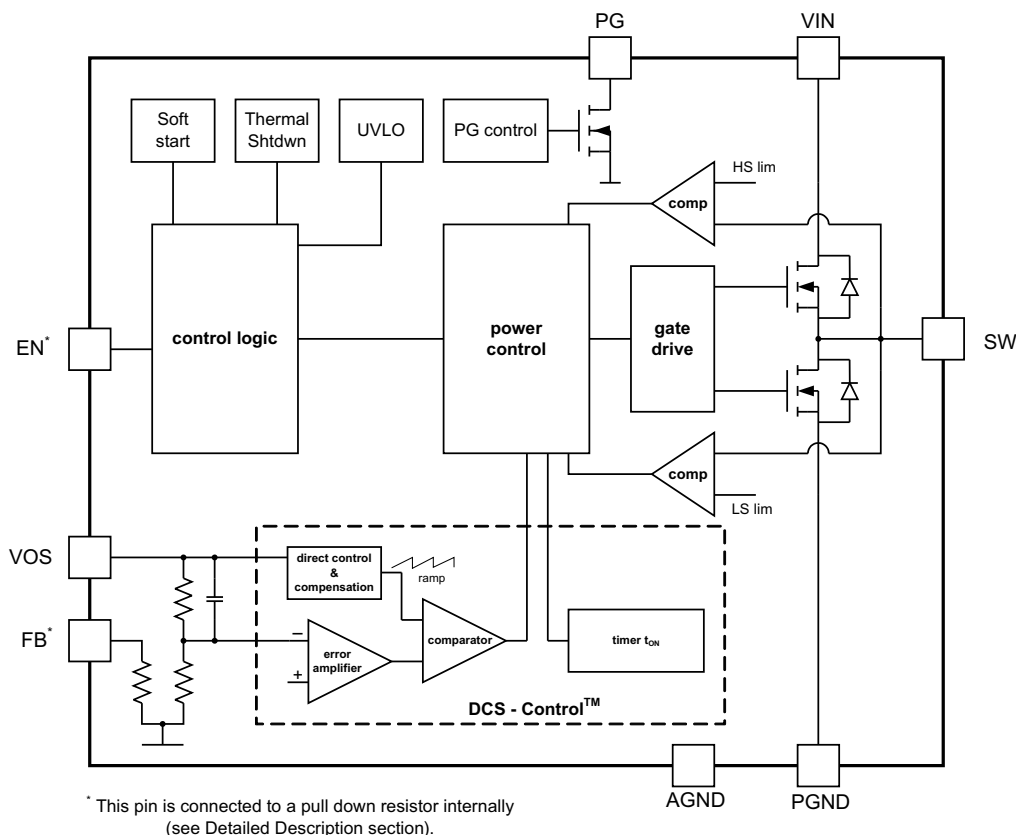 PG
VIN
Soft
start
Thermal
Shtdwn
UVLO
PG control
HS lim
comp
EN*
control logic
power
control
gate
drive
SW
comp
LS lim
VOS
direct control
&
compensation
ramp
FB*
–
+
error
amplifier
comparator
timer tON
DCS - Control™
AGND
PGND
* This pin is connected to a pull down resistor internally
(see Detailed Description section).